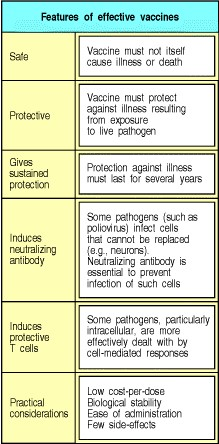 Features of effective vaccines
Safe
Vaccine must not itself
cause illness or death
Protective
Vaccine must protect
against illness resulting
from exposure
to live pathogen
Gives
sustained
protection
Protection against illness
must last for several years
Induces
neutralizing
antibody
Some pathogens (such as
poliovirus) infect cells
that cannot be replaced
(e.g., neurons).
Neutralizing antibody is
essential to prevent
infection of such cells
Induces
protective
T cells
Some pathogens, particularly
intracellular, are more
effectively dealt with by
cell-mediated responses
Practical
considerations
Low cost-per-dose
Biological stability
Ease of administration
Few side-effects